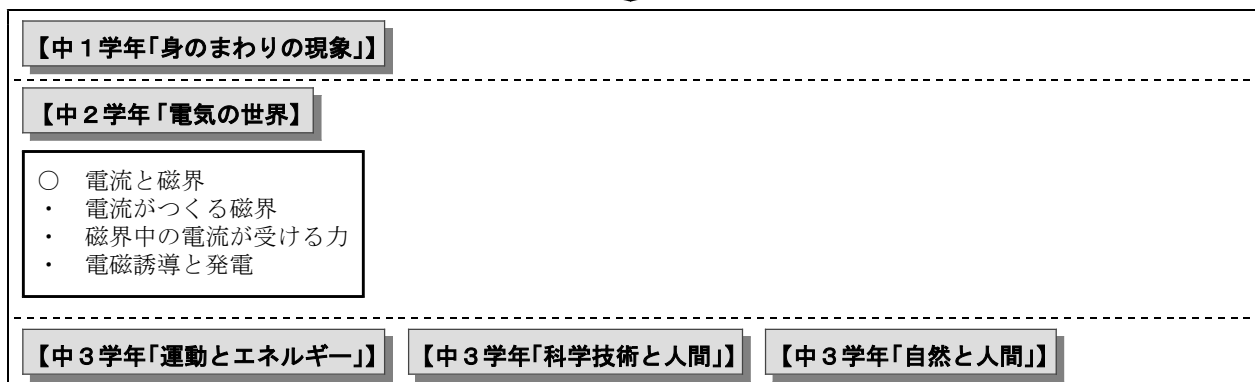 【中1学年「身のまわりの現象」】
【中2学年「電気の世界】
○ 電流と磁界
・ 電流がつくる磁界
・ 磁界中の電流が受ける力
・ 電磁誘導と発電
【中3学年「運動とエネルギー」】 【中3学年「科学技術と人間」】 【中3学年「自然と人間」】